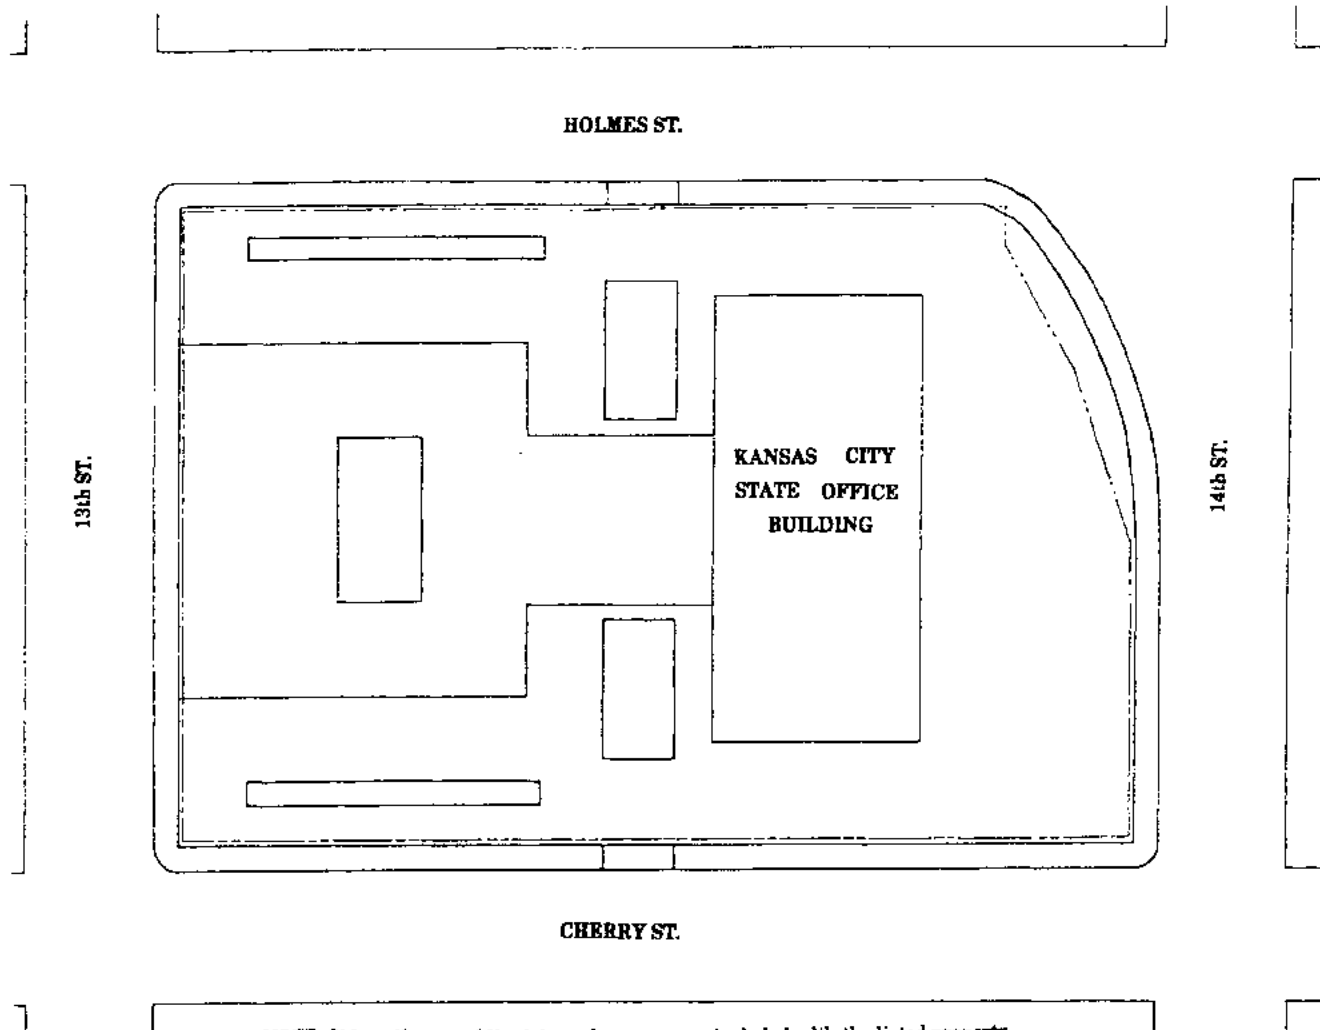 HOLMES ST.
13th ST.
KANSAS CITY
STATE OFFICE
BUILDING
14th ST.
CHERRY ST.